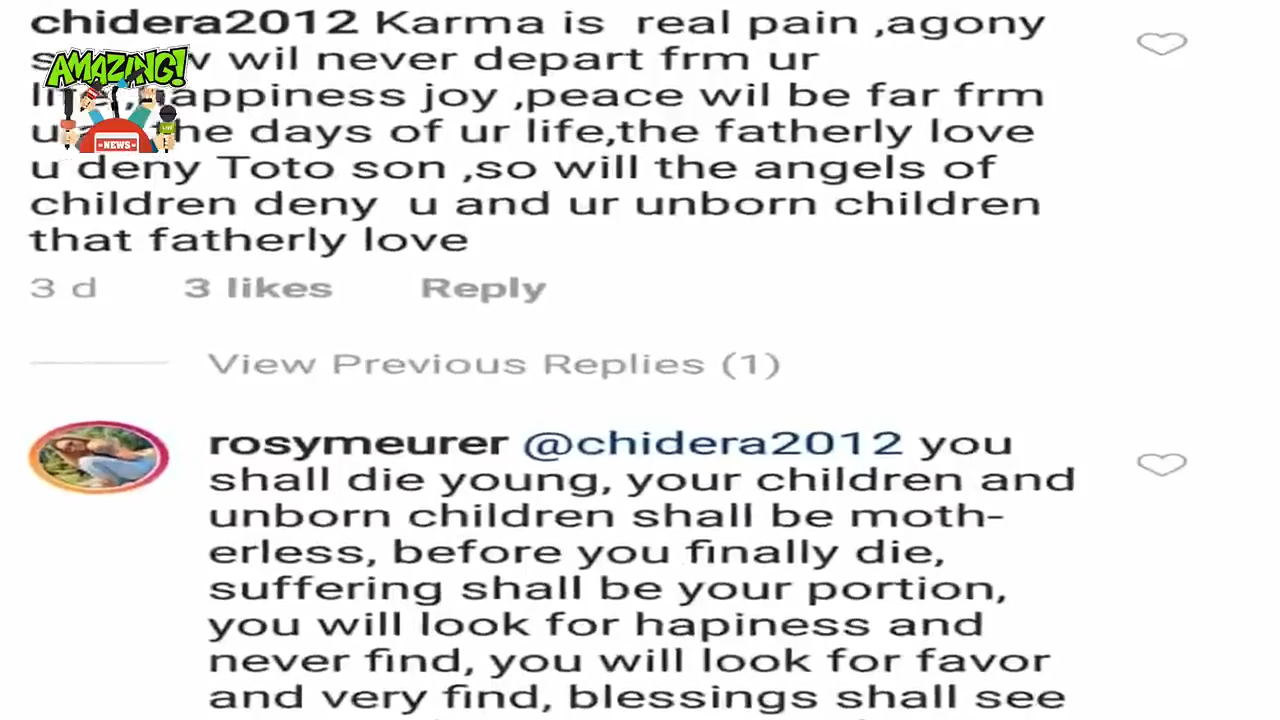 chidera2012 Karma is real pain ,agony
wil never depart frm ur
appiness joy ,peace wil be far frm
the days of ur life,the fatherly love
u deny Toto son ,so will the angels of
children deny u and ur unborn children
that fatherly love
3 d 3 likes Reply
View Previous Replies (1)
rosymeurer @chidera2012 you
shall die young, your children and
unborn children shall be moth-
erless, before you finally die,
suffering shall be your portion,
you will look for hapiness and
never find, you will look for favor
and very find, blessings shall see
AMAZING!
NEWS
LIVE